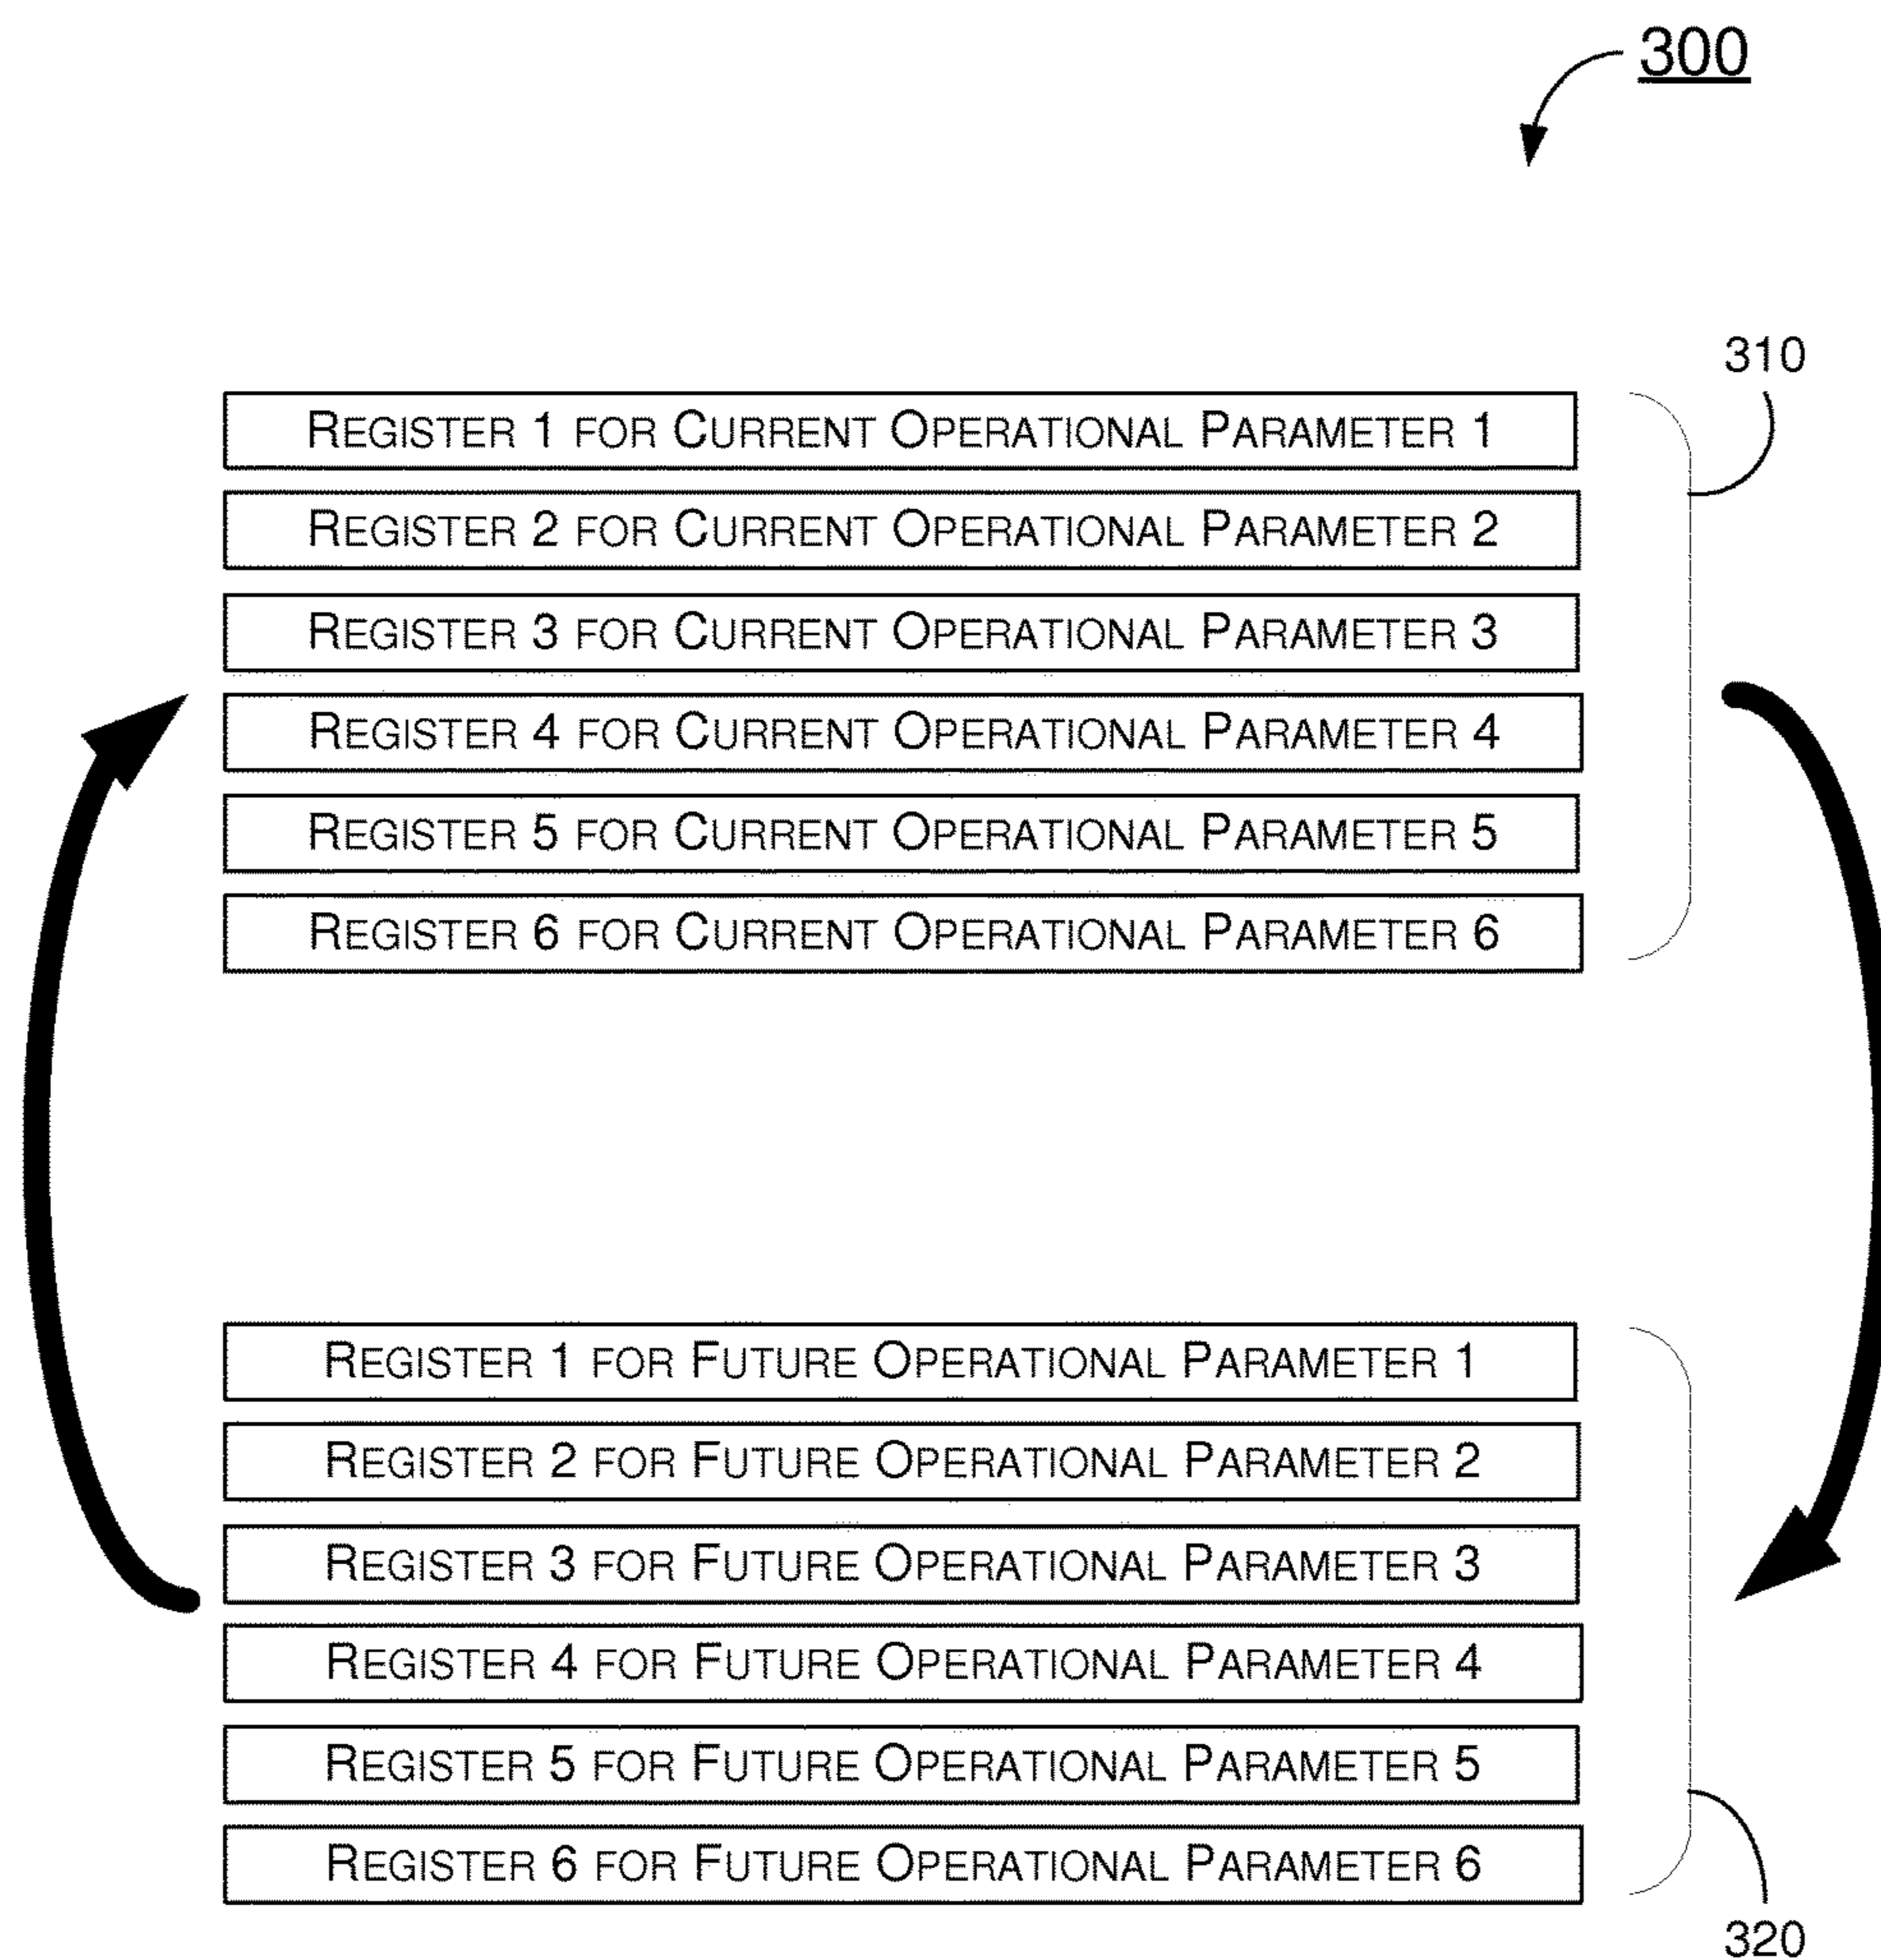 300
310
REGISTER 1 FOR CURRENT OPERATIONAL PARAMETER 1
REGISTER 2 FOR CURRENT OPERATIONAL PARAMETER 2
REGISTER 3 FOR CURRENT OPERATIONAL PARAMETER 3
REGISTER 4 FOR CURRENT OPERATIONAL PARAMETER 4
REGISTER 5 FOR CURRENT OPERATIONAL PARAMETER 5
REGISTER 6 FOR CURRENT OPERATIONAL PARAMETER 6
REGISTER 1 FOR FUTURE OPERATIONAL PARAMETER 1
REGISTER 2 FOR FUTURE OPERATIONAL PARAMETER 2
REGISTER 3 FOR FUTURE OPERATIONAL PARAMETER 3
REGISTER 4 FOR FUTURE OPERATIONAL PARAMETER 4
REGISTER 5 FOR FUTURE OPERATIONAL PARAMETER 5
REGISTER 6 FOR FUTURE OPERATIONAL PARAMETER 6
320